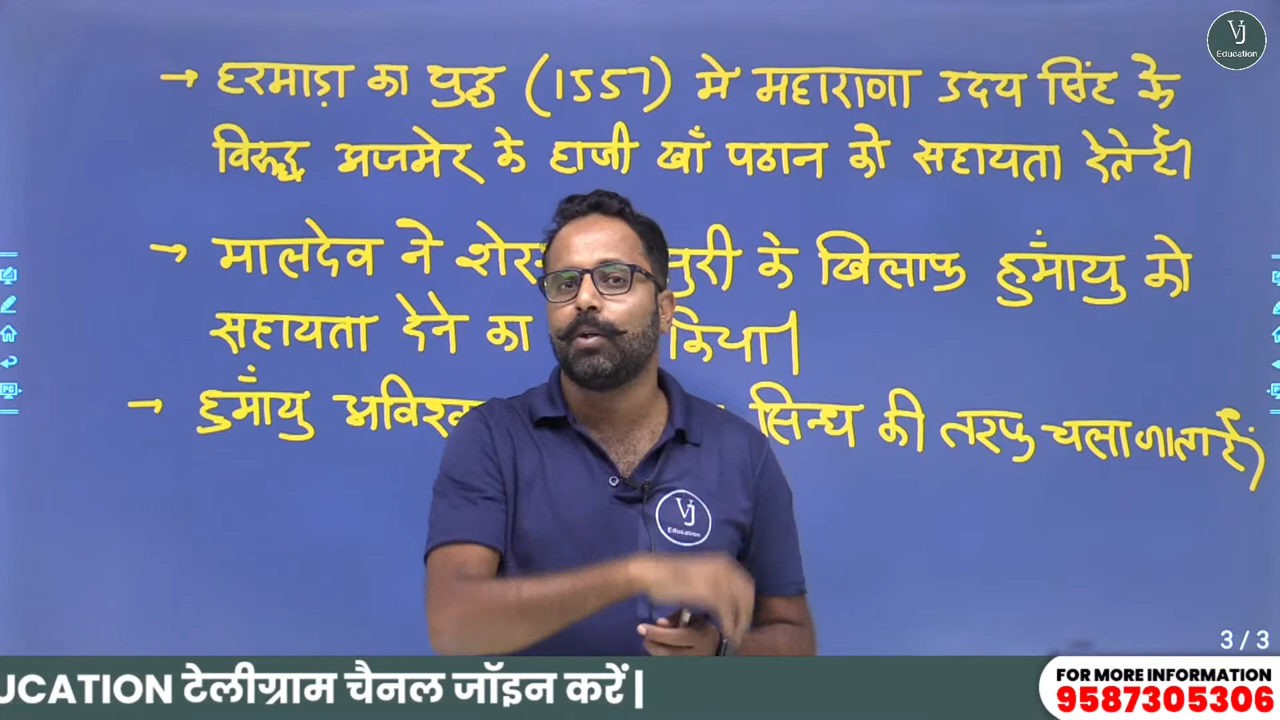 Vj
Education
→ हरमाड़ा का युद्ध (1557) मे महाराणा उदय सिंह के
विरुद्ध अजमेर के हाजी खाँ पठान को सहायता देते है।
→ मालदेव ने शेर सुरी के खिलाफ हुमाँयु को
सहायता देने का किया|
→ हुमाँयु सिन्ध की तरफ चला जाता है।
Vj
Education
3 / 3
UCATION टेलीग्राम चैनल जॉइन करें |
FOR MORE INFORMATION
9587305306